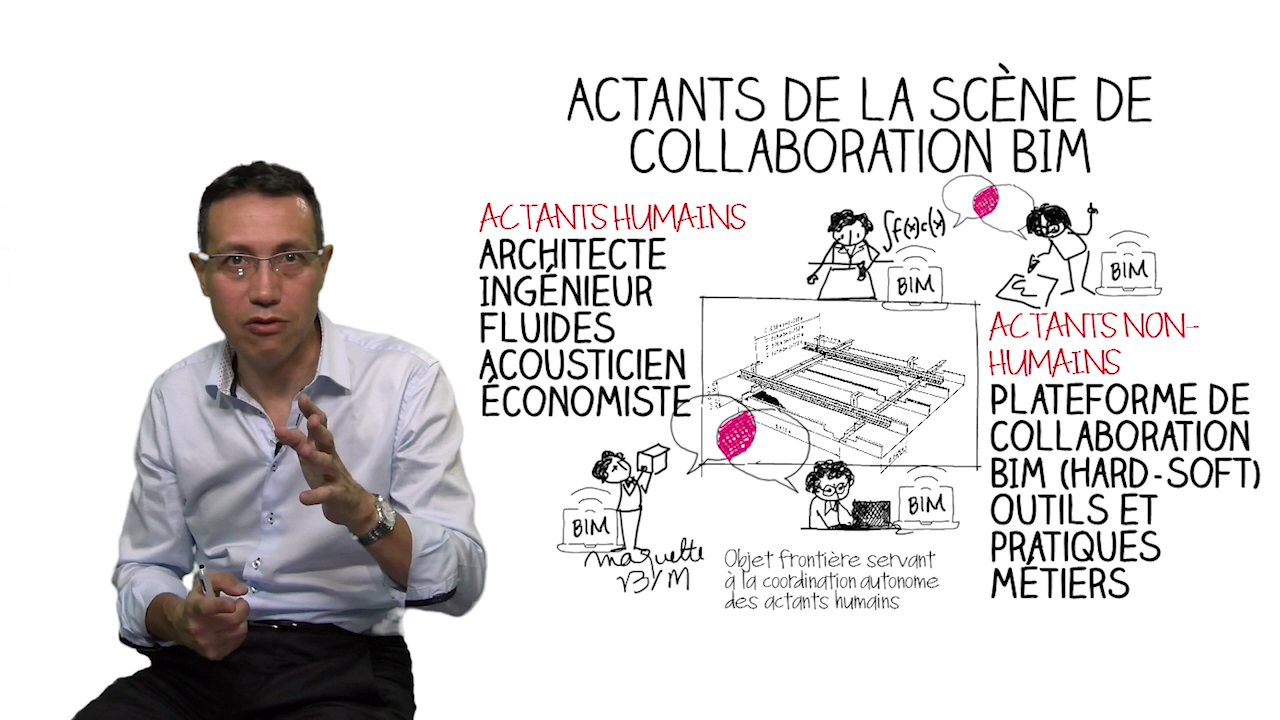 ACTANTS DE LA SCÈNE DE
COLLABORATION BIM
ACTANTS HUMAINS
ARCHITECTE
INGÉNIEUR
FLUIDES
ACOUSTICIEN
ÉCONOMISTE
∫f(x)c(x)
BIM
BIM
ACTANTS NON-
HUMAINS
PLATEFORME DE
COLLABORATION
BIM (HARD-SOFT)
OUTILS ET
PRATIQUES
MÉTIERS
BIM
BIM
maquette
BIM
Objet frontière servant
à la coordination autonome
des actants humains